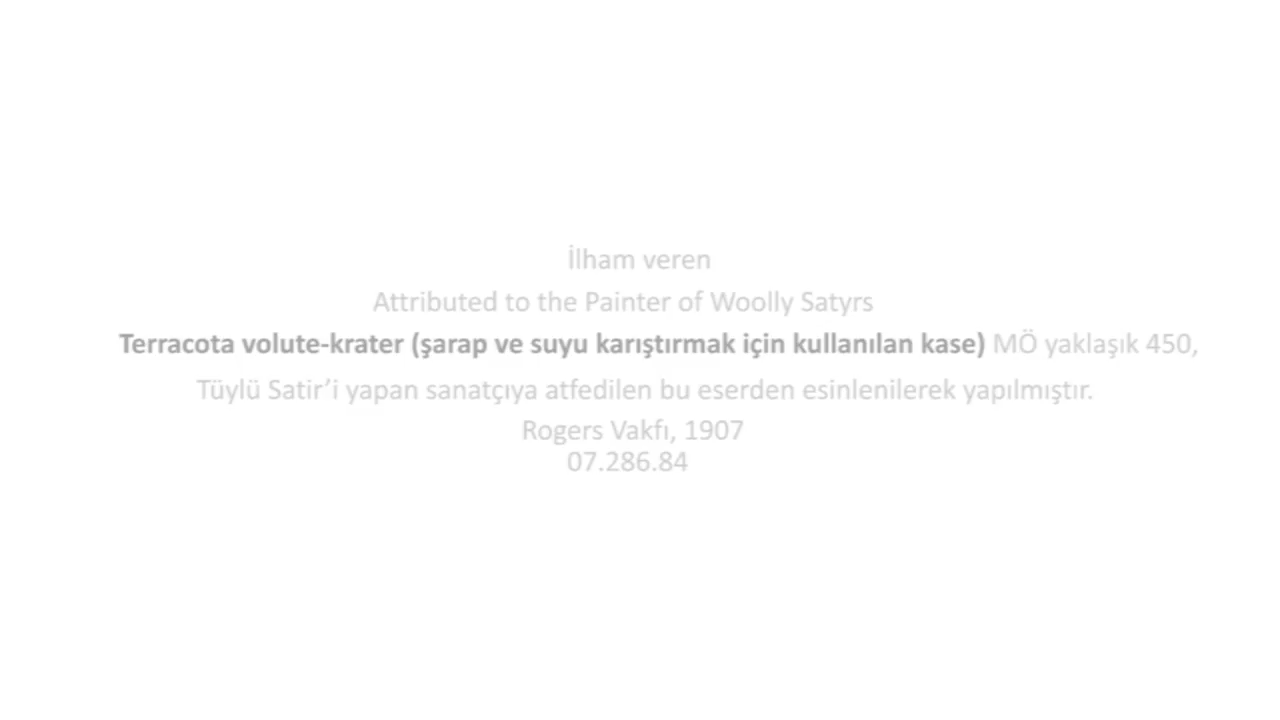 İlham veren
Attributed to the Painter of Woolly Satyrs
Terracota volute-krater (şarap ve suyu karıştırmak için kullanılan kase) MÖ yaklaşık 450,
Tüylü Satir’i yapan sanatçıya atfedilen bu eserden esinlenilerek yapılmıştır.
Rogers Vakfı, 1907
07.286.84